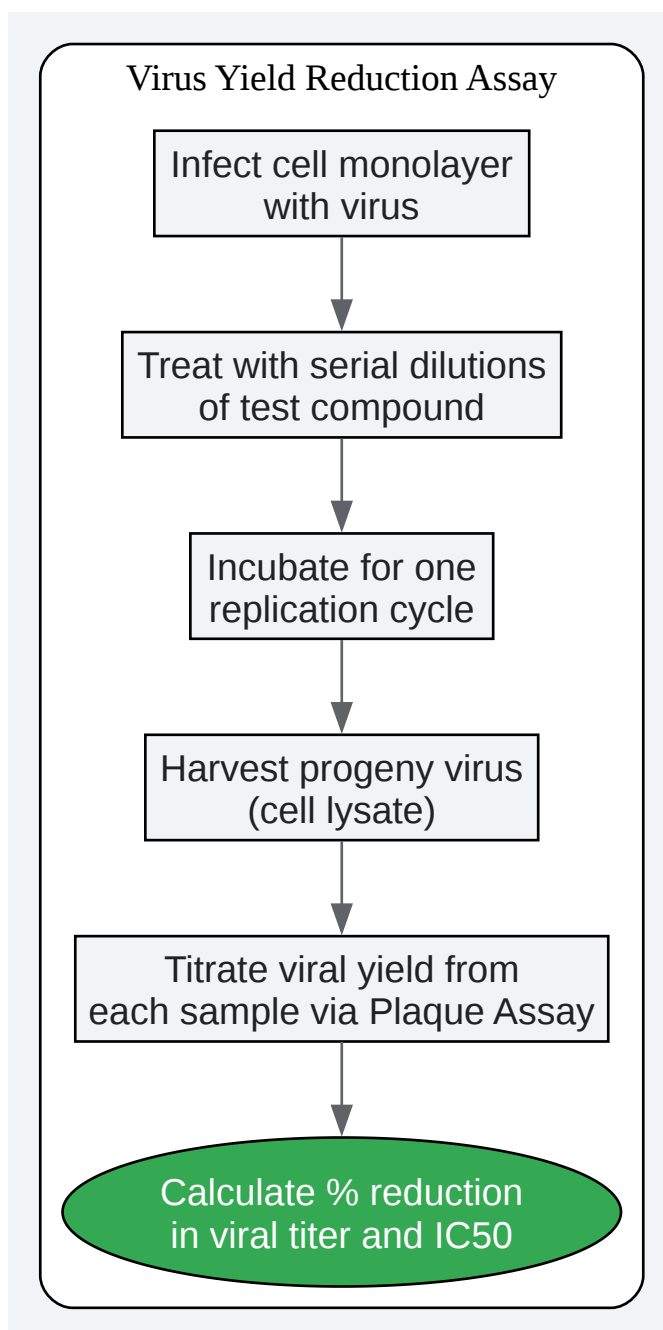 Virus Yield Reduction Assay
Infect cell monolayer
with virus
Treat with serial dilutions
of test compound
Incubate for one
replication cycle
Harvest progeny virus
(cell lysate)
Titrate viral yield from
each sample via Plaque Assay
Calculate % reduction
in viral titer and IC50